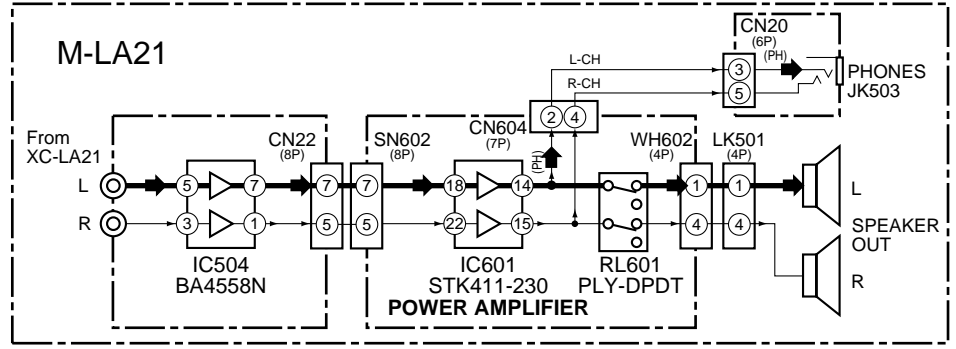 M-LA21
CN20
(6P)
(PH)
L-CH
R-CH
3
5
PHONES
JK503
From
XC-LA21
CN22
(8P)
SN602
(8P)
CN604
(7P)
2 4
(PH)
WH602
(4P)
LK501
(4P)
L 5 7 7 7 18 14 1 1 L
R 3 1 5 5 22 15 4 4
SPEAKER
OUT
R
IC504
BA4558N
IC601
STK411-230
POWER AMPLIFIER
RL601
PLY-DPDT